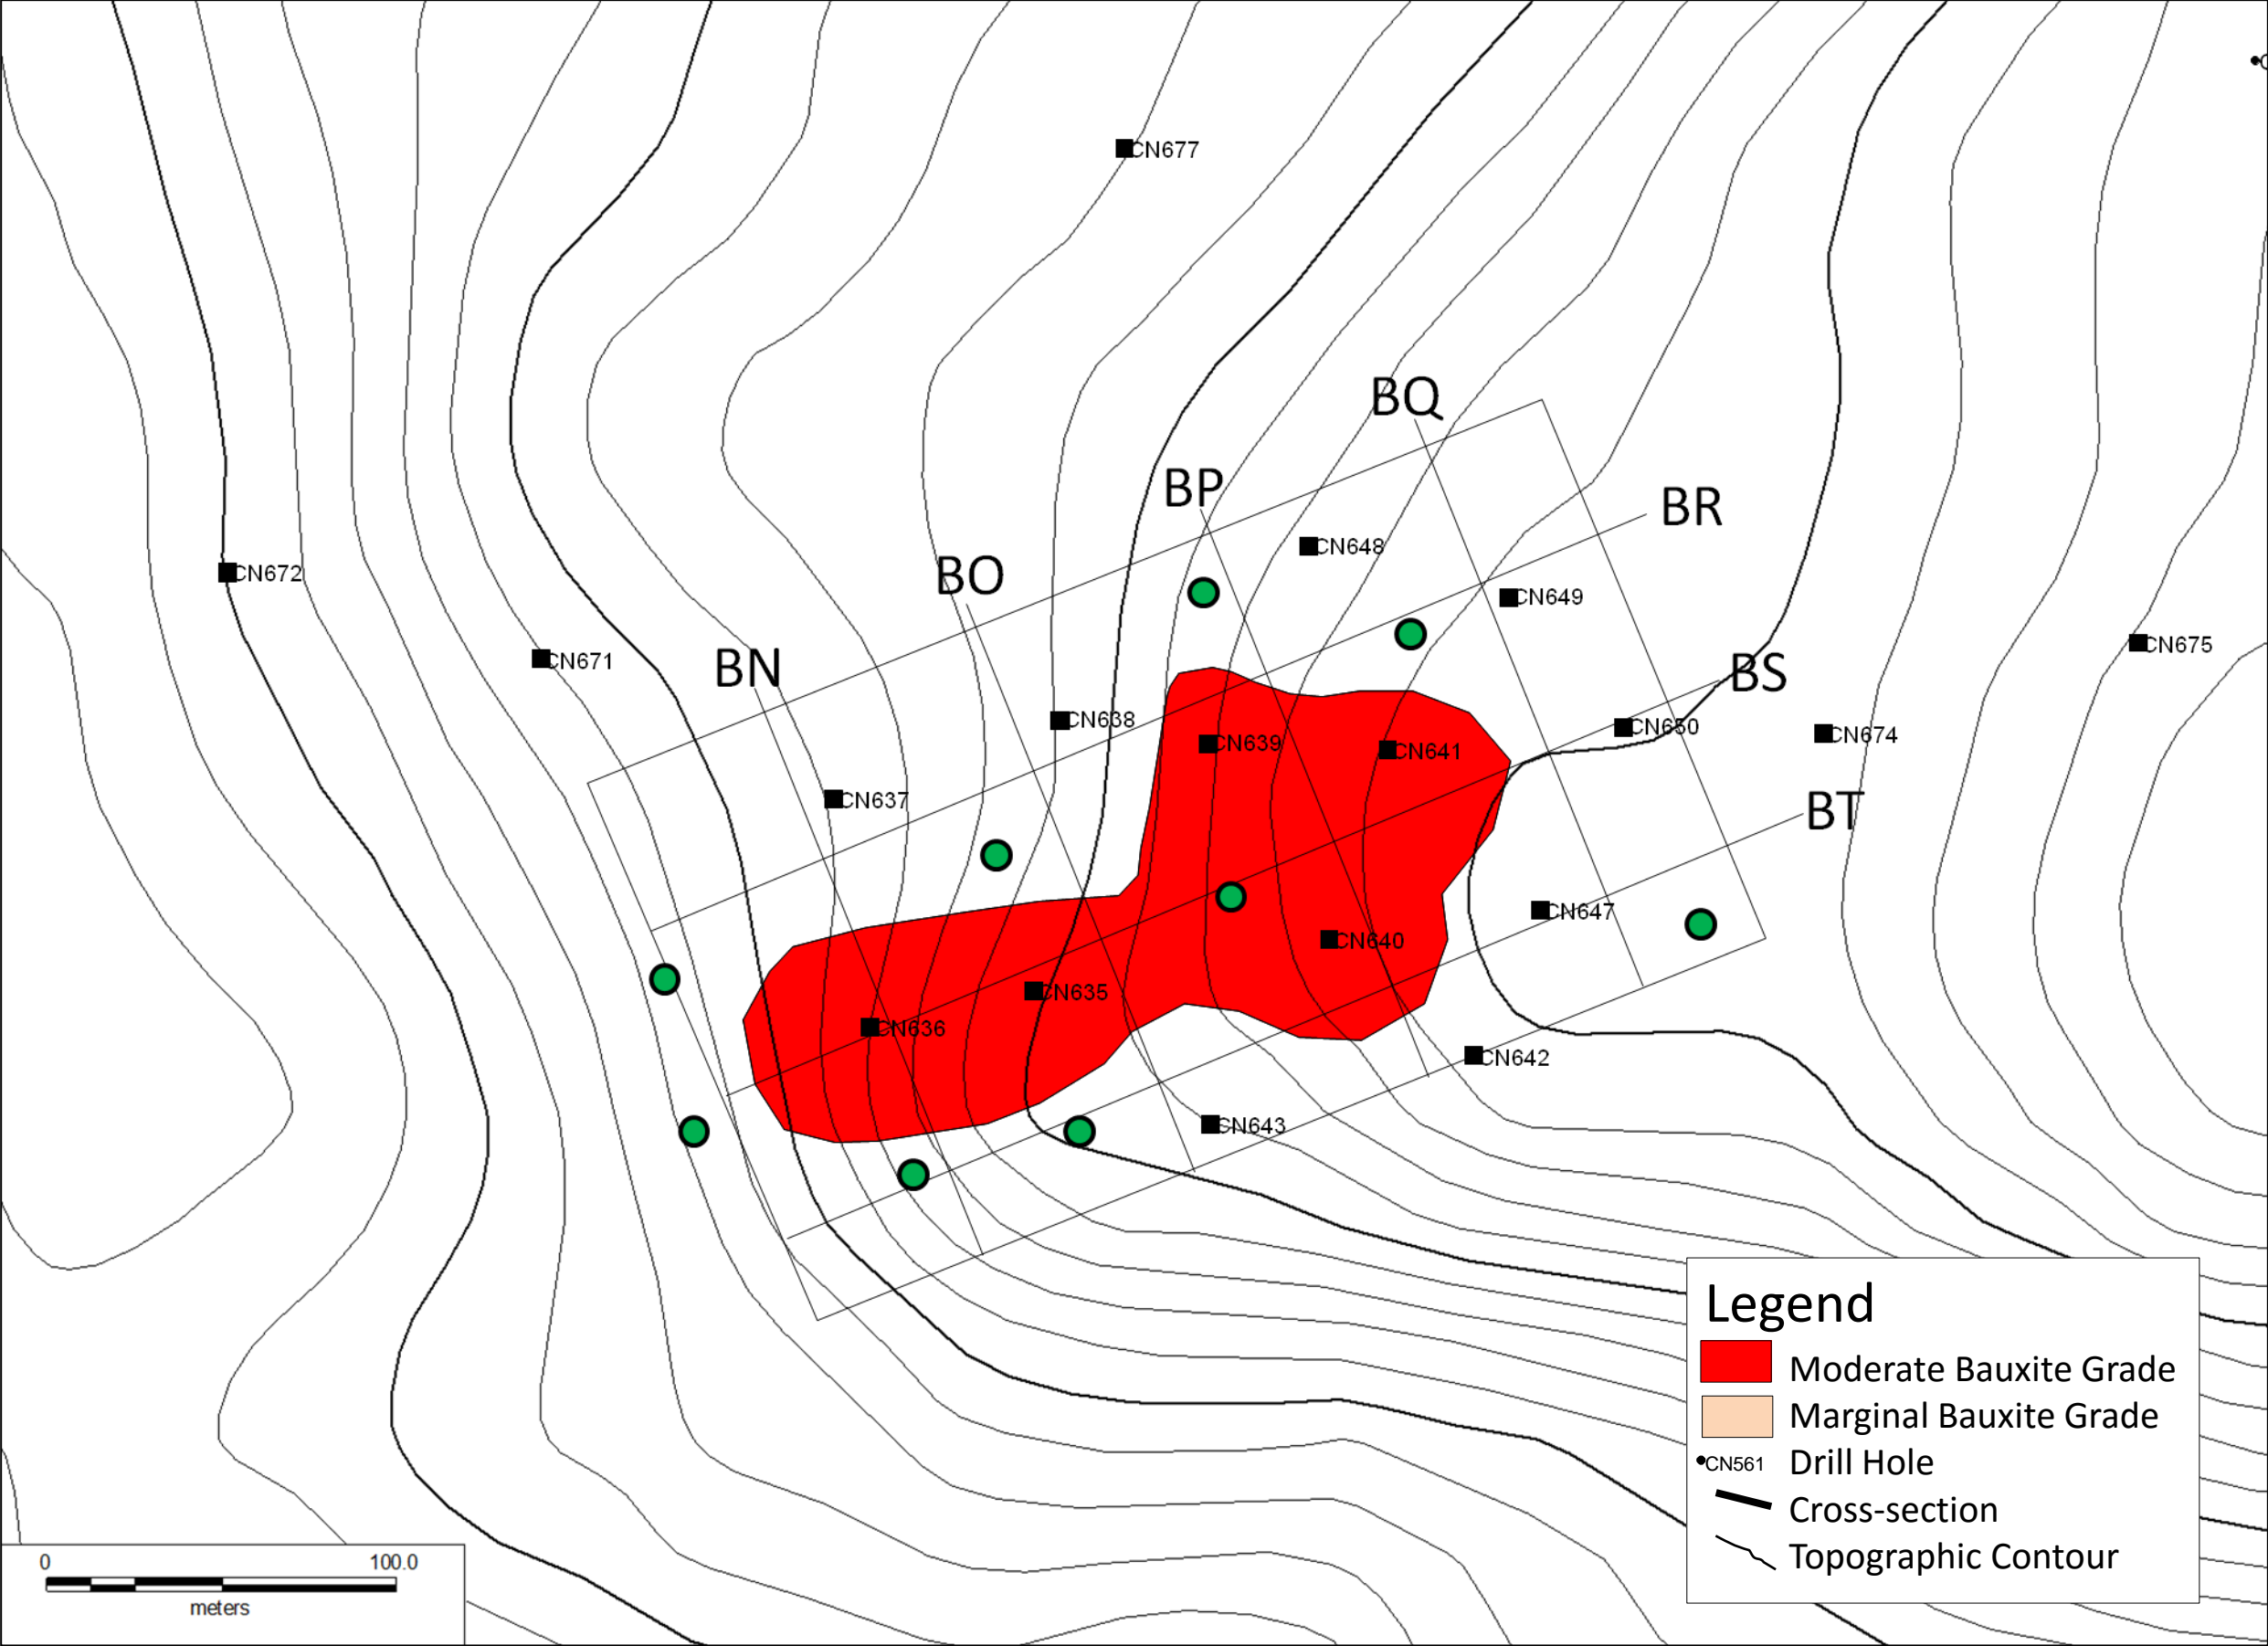 C
CN677
BQ
BP
BR
CN648
BO
CN672
CN649
BN
CN671
CN675
BS
CN638
CN650
CN674
CN639
CN641
CN637
BT
CN647
CN640
CN635
CN636
CN642
CN643
Legend
Moderate Bauxite Grade
Marginal Bauxite Grade
CN561 Drill Hole
Cross-section
Topographic Contour
0 100.0
meters